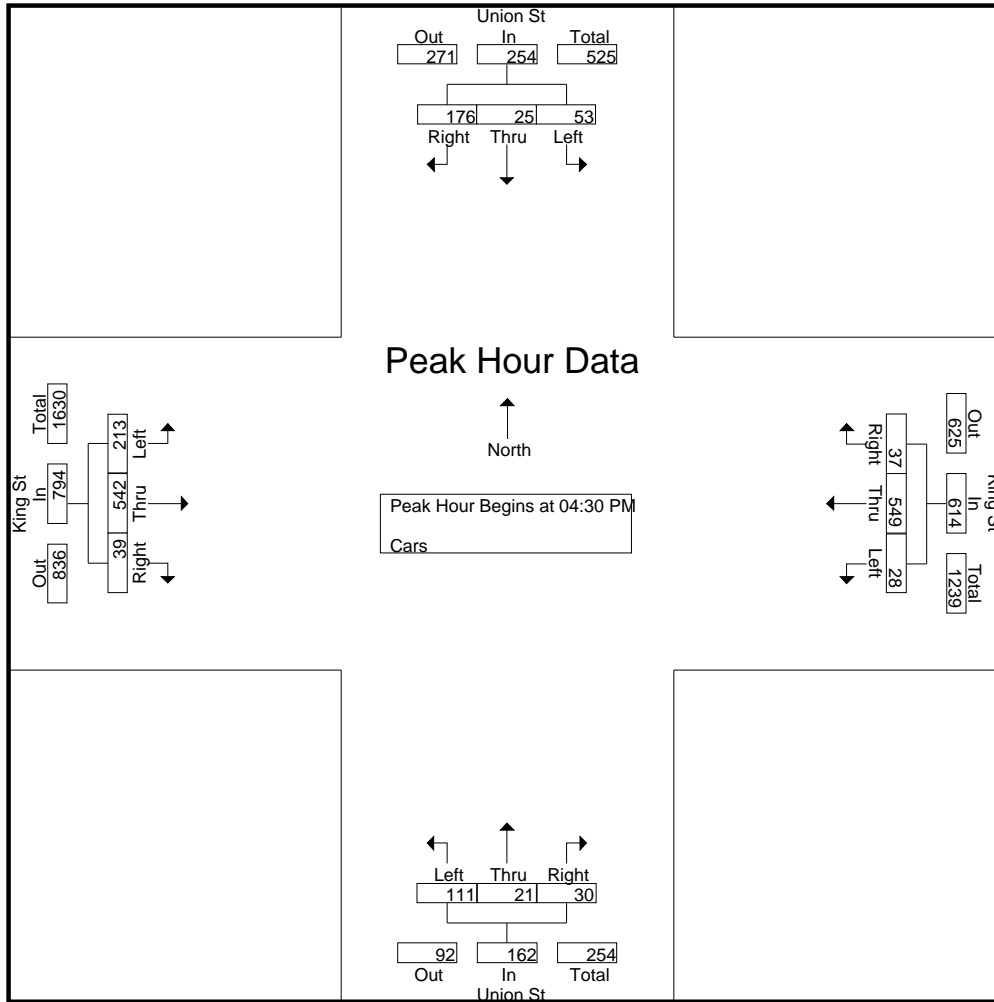 Union St
Out In Total
271 254 525
176 25 53
Right Thru Left
Peak Hour Data
North
Peak Hour Begins at 04:30 PM
Cars
King St
Total In Out
1630 794 836
213 542 39
Left Thru Right
Right Thru Left
37 549 28
Out In Total
625 614 1239
King St
Left Thru Right
111 21 30
92 162 254
Out In Total
Union St